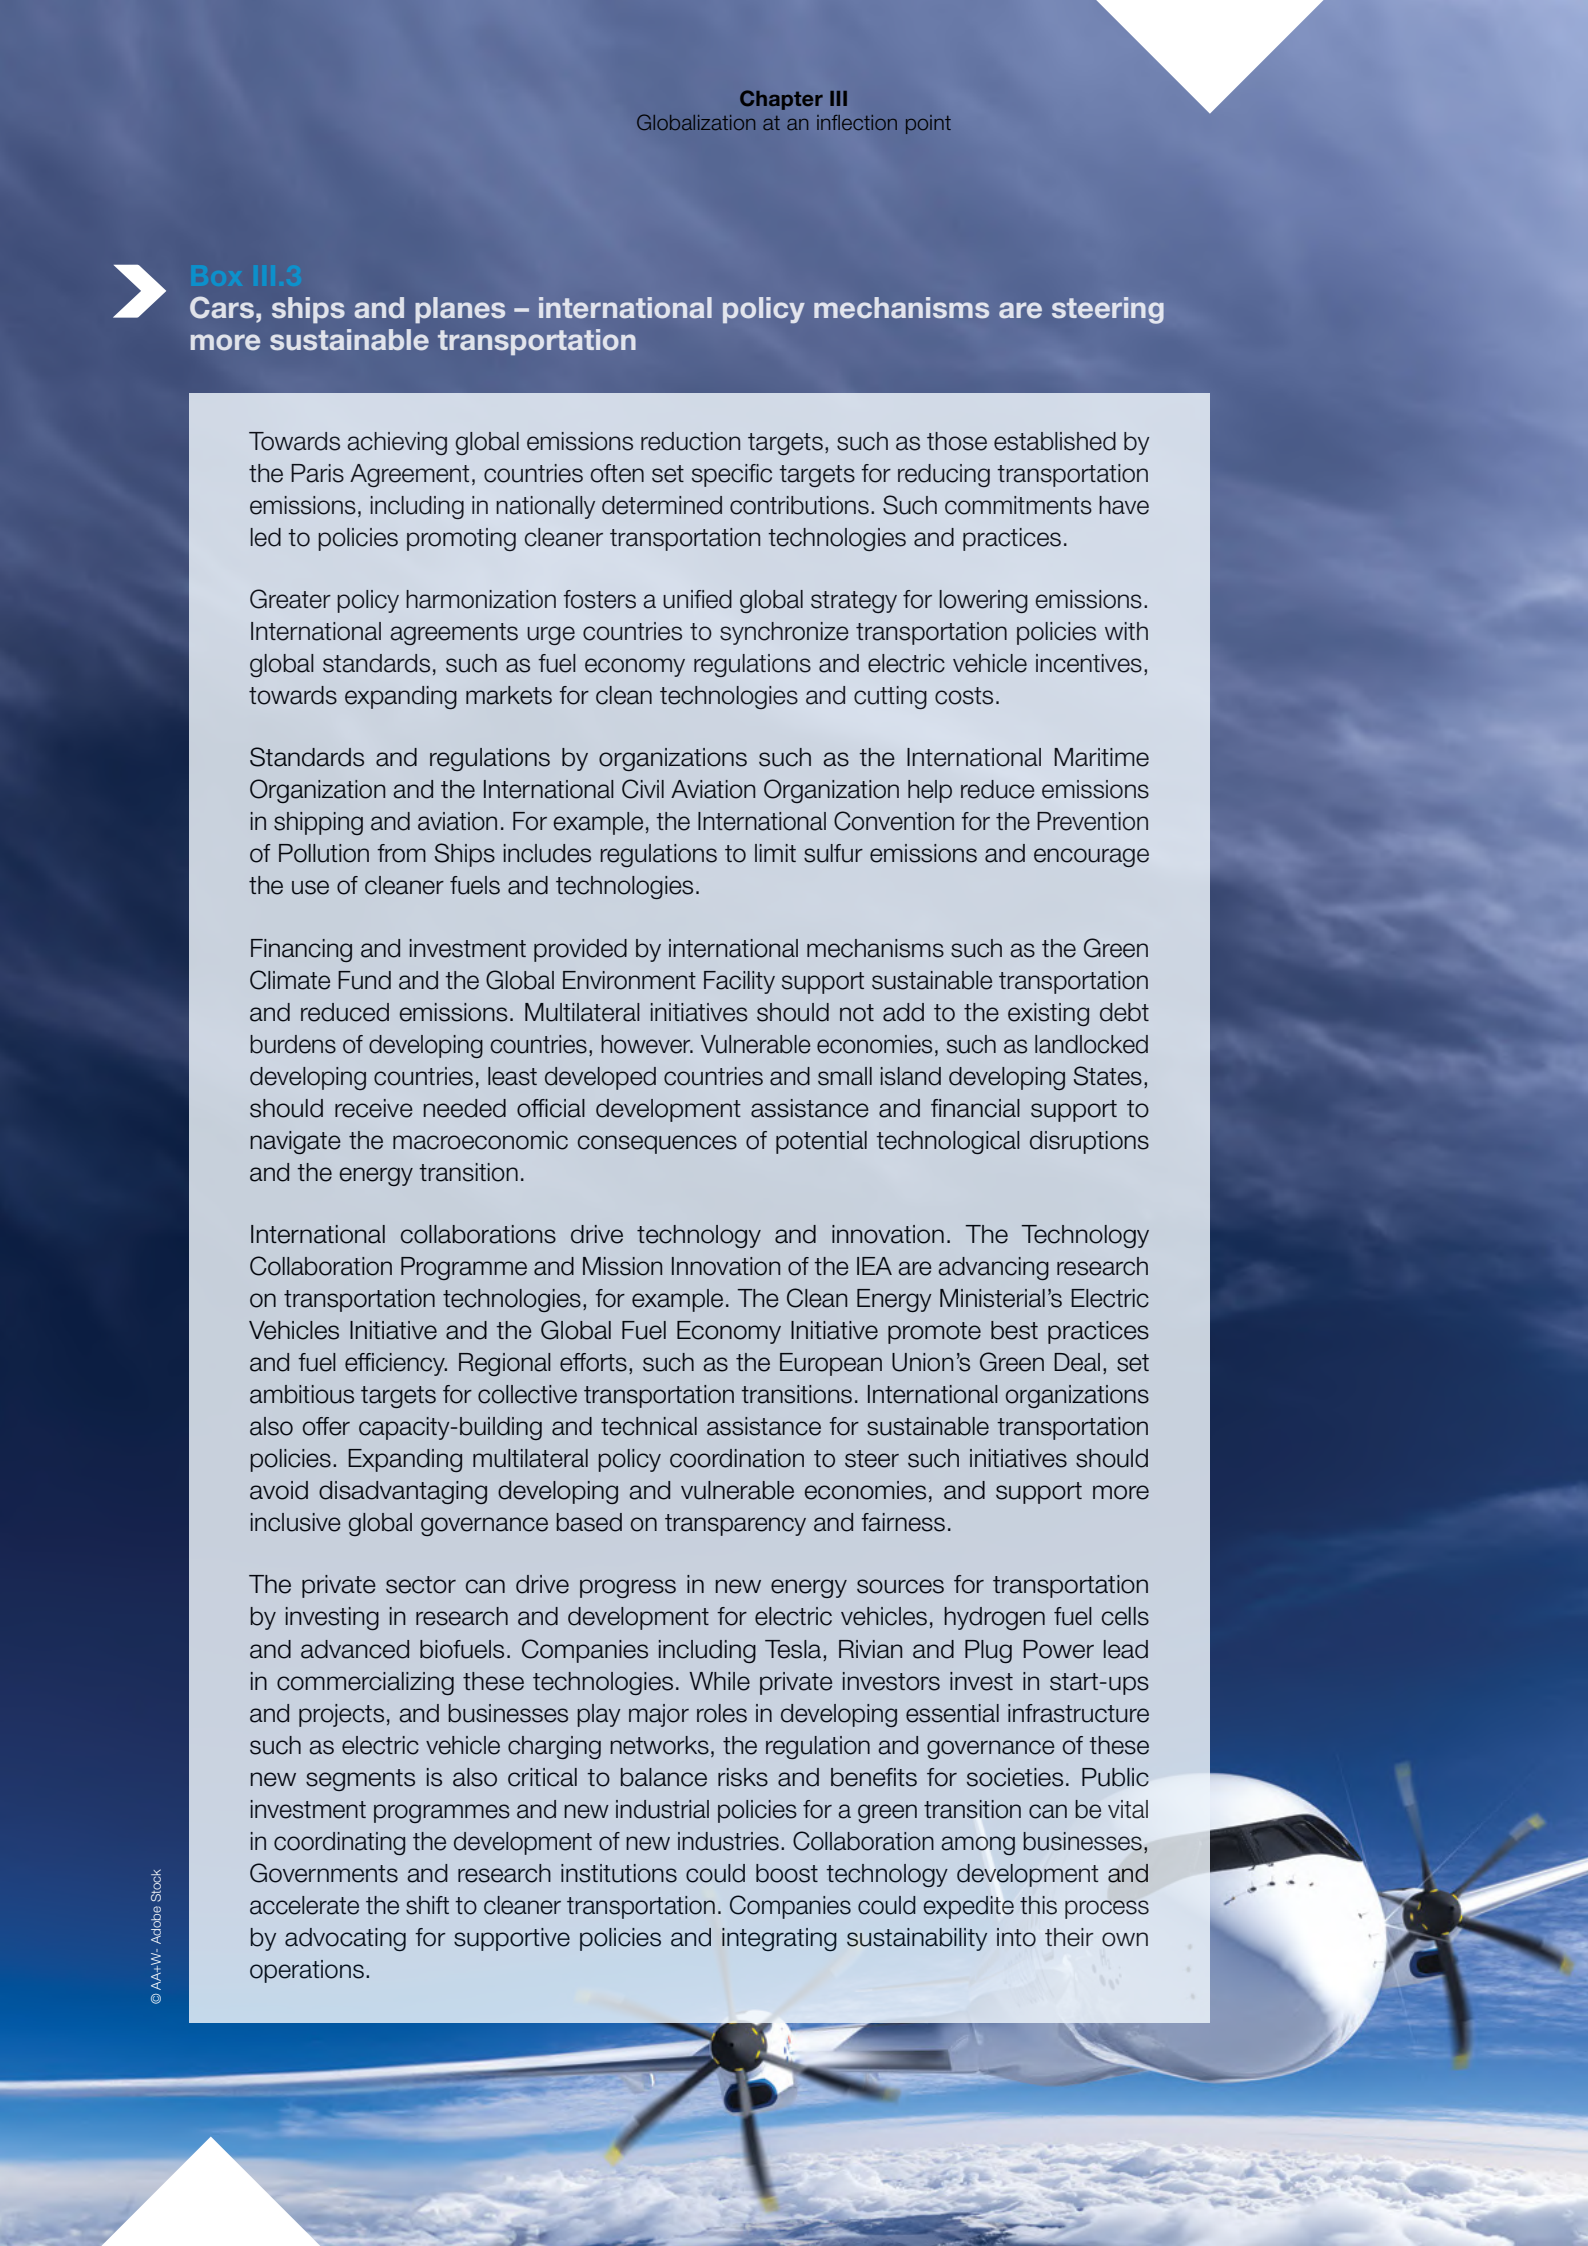 Chapter III
Globalization at an inflection point
Box III.3
Cars, ships and planes – international policy mechanisms are steering
more sustainable transportation
Towards achieving global emissions reduction targets, such as those established by
the Paris Agreement, countries often set specific targets for reducing transportation
emissions, including in nationally determined contributions. Such commitments have
led to policies promoting cleaner transportation technologies and practices.
Greater policy harmonization fosters a unified global strategy for lowering emissions.
International agreements urge countries to synchronize transportation policies with
global standards, such as fuel economy regulations and electric vehicle incentives,
towards expanding markets for clean technologies and cutting costs.
Standards and regulations by organizations such as the International Maritime
Organization and the International Civil Aviation Organization help reduce emissions
in shipping and aviation. For example, the International Convention for the Prevention
of Pollution from Ships includes regulations to limit sulfur emissions and encourage
the use of cleaner fuels and technologies.
Financing and investment provided by international mechanisms such as the Green
Climate Fund and the Global Environment Facility support sustainable transportation
and reduced emissions. Multilateral initiatives should not add to the existing debt
burdens of developing countries, however. Vulnerable economies, such as landlocked
developing countries, least developed countries and small island developing States,
should receive needed official development assistance and financial support to
navigate the macroeconomic consequences of potential technological disruptions
and the energy transition.
International collaborations drive technology and innovation. The Technology
Collaboration Programme and Mission Innovation of the IEA are advancing research
on transportation technologies, for example. The Clean Energy Ministerial’s Electric
Vehicles Initiative and the Global Fuel Economy Initiative promote best practices
and fuel efficiency. Regional efforts, such as the European Union’s Green Deal, set
ambitious targets for collective transportation transitions. International organizations
also offer capacity-building and technical assistance for sustainable transportation
policies. Expanding multilateral policy coordination to steer such initiatives should
avoid disadvantaging developing and vulnerable economies, and support more
inclusive global governance based on transparency and fairness.
The private sector can drive progress in new energy sources for transportation
by investing in research and development for electric vehicles, hydrogen fuel cells
and advanced biofuels. Companies including Tesla, Rivian and Plug Power lead
in commercializing these technologies. While private investors invest in start-ups
and projects, and businesses play major roles in developing essential infrastructure
such as electric vehicle charging networks, the regulation and governance of these
new segments is also critical to balance risks and benefits for societies. Public
investment programmes and new industrial policies for a green transition can be vital
in coordinating the development of new industries. Collaboration among businesses,
Governments and research institutions could boost technology development and
accelerate the shift to cleaner transportation. Companies could expedite this process
by advocating for supportive policies and integrating sustainability into their own
operations.
© AA+W- Adobe Stock